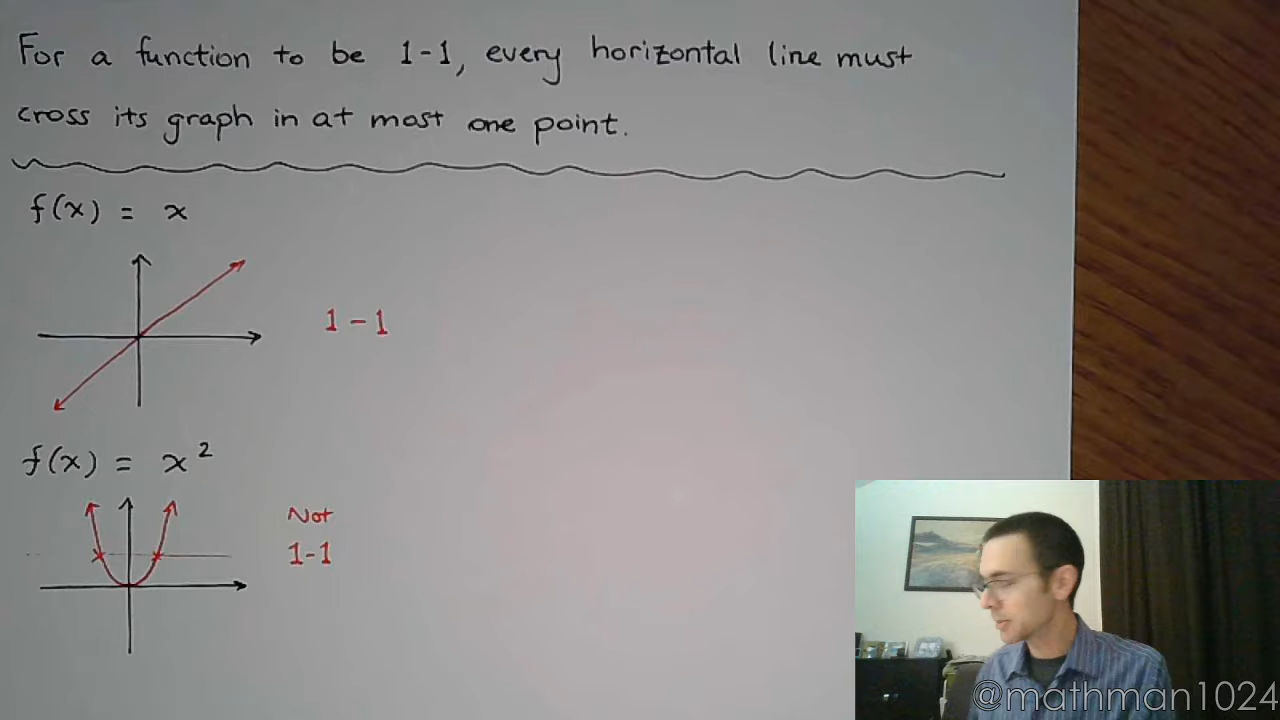 For a function to be 1-1, every horizontal line must
cross its graph in at most one point.
f(x) = x
1-1
f(x) = x²
Not
1-1
@mathman1024